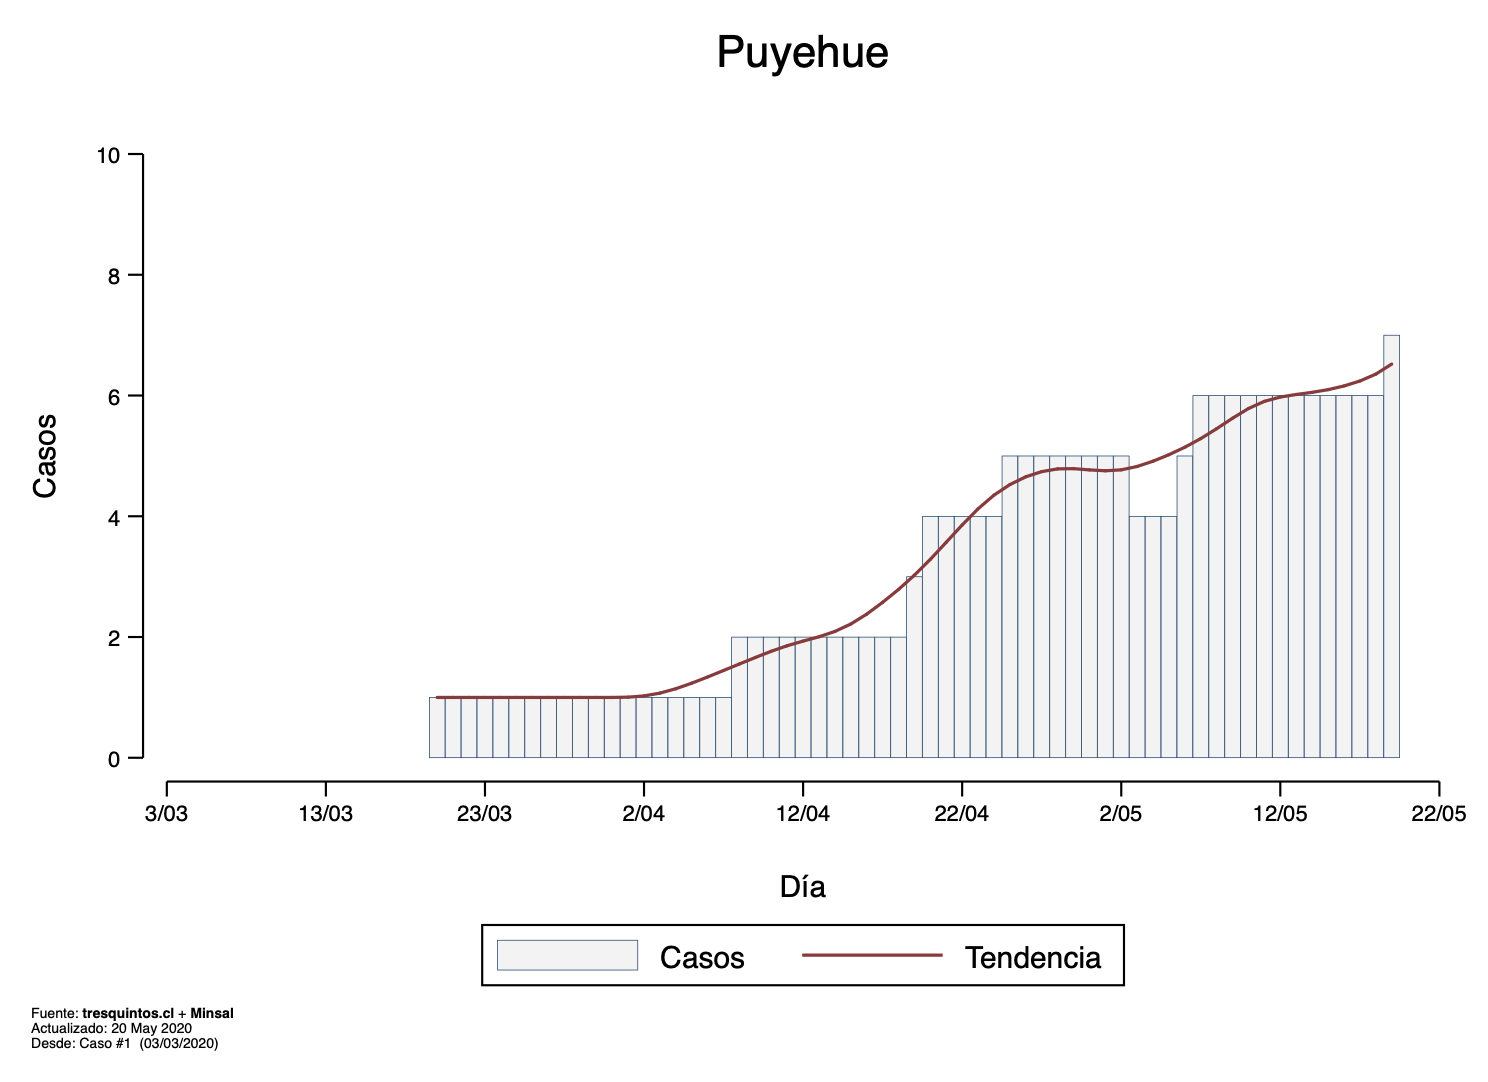 Puyehue
10
8
6
4
2
0
Casos
3/03 13/03 23/03 2/04 12/04 22/04 2/05 12/05 22/05
Día
Casos Tendencia
Fuente: tresquintos.cl + Minsal
Actualizado: 20 May 2020
Desde: Caso #1 (03/03/2020)